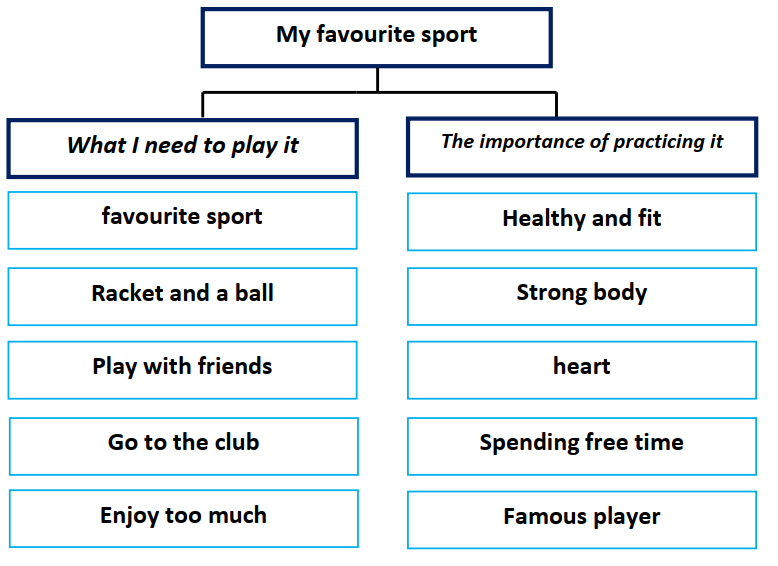 My favourite sport
What I need to play it
The importance of practicing it
favourite sport
Healthy and fit
Racket and a ball
Strong body
Play with friends
heart
Go to the club
Spending free time
Enjoy too much
Famous player